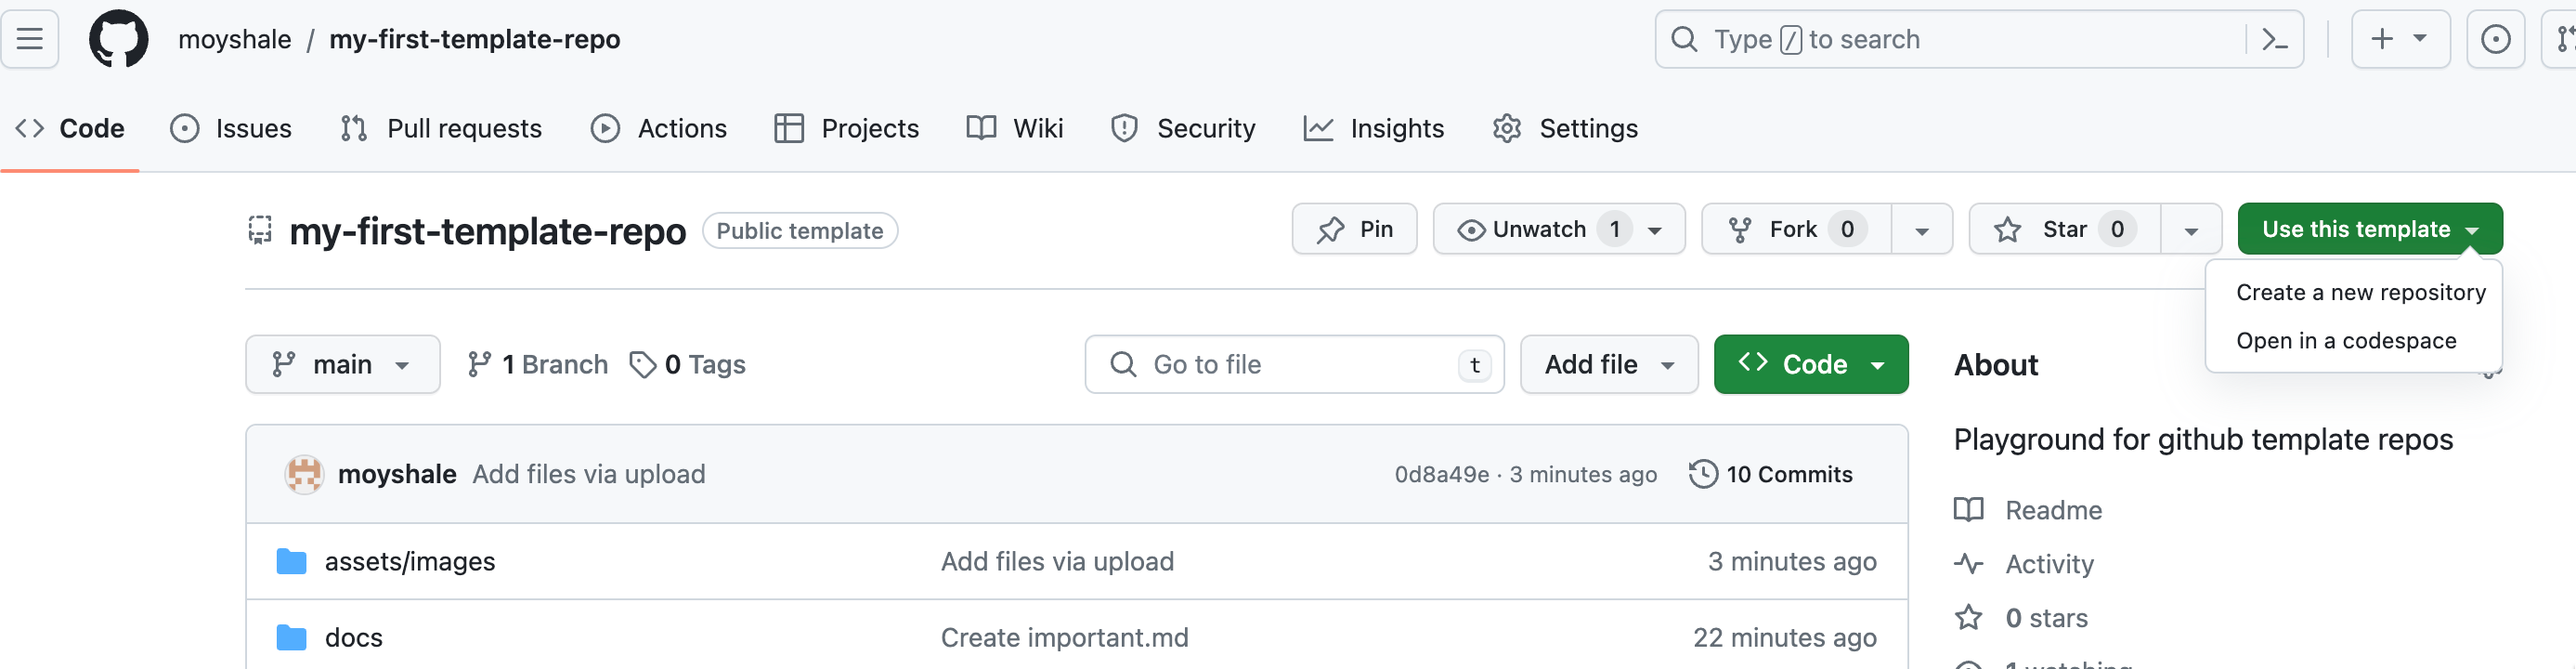 moyshale / my-first-template-repo
Type / to search
Code Issues Pull requests Actions Projects Wiki Security Insights Settings
my-first-template-repo Public template Pin Unwatch 1 Fork 0 Star 0 Use this template
Create a new repository
Open in a codespace
main 1 Branch 0 Tags Go to file t Add file Code
About
Playground for github template repos
moyshale Add files via upload 0d8a49e · 3 minutes ago 10 Commits
assets/images Add files via upload 3 minutes ago
docs Create important.md 22 minutes ago
Readme
Activity
0 stars
1 watching